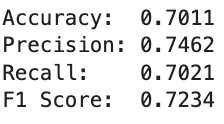 Accuracy:  0.7011
Precision: 0.7462
Recall:    0.7021
F1 Score:  0.7234